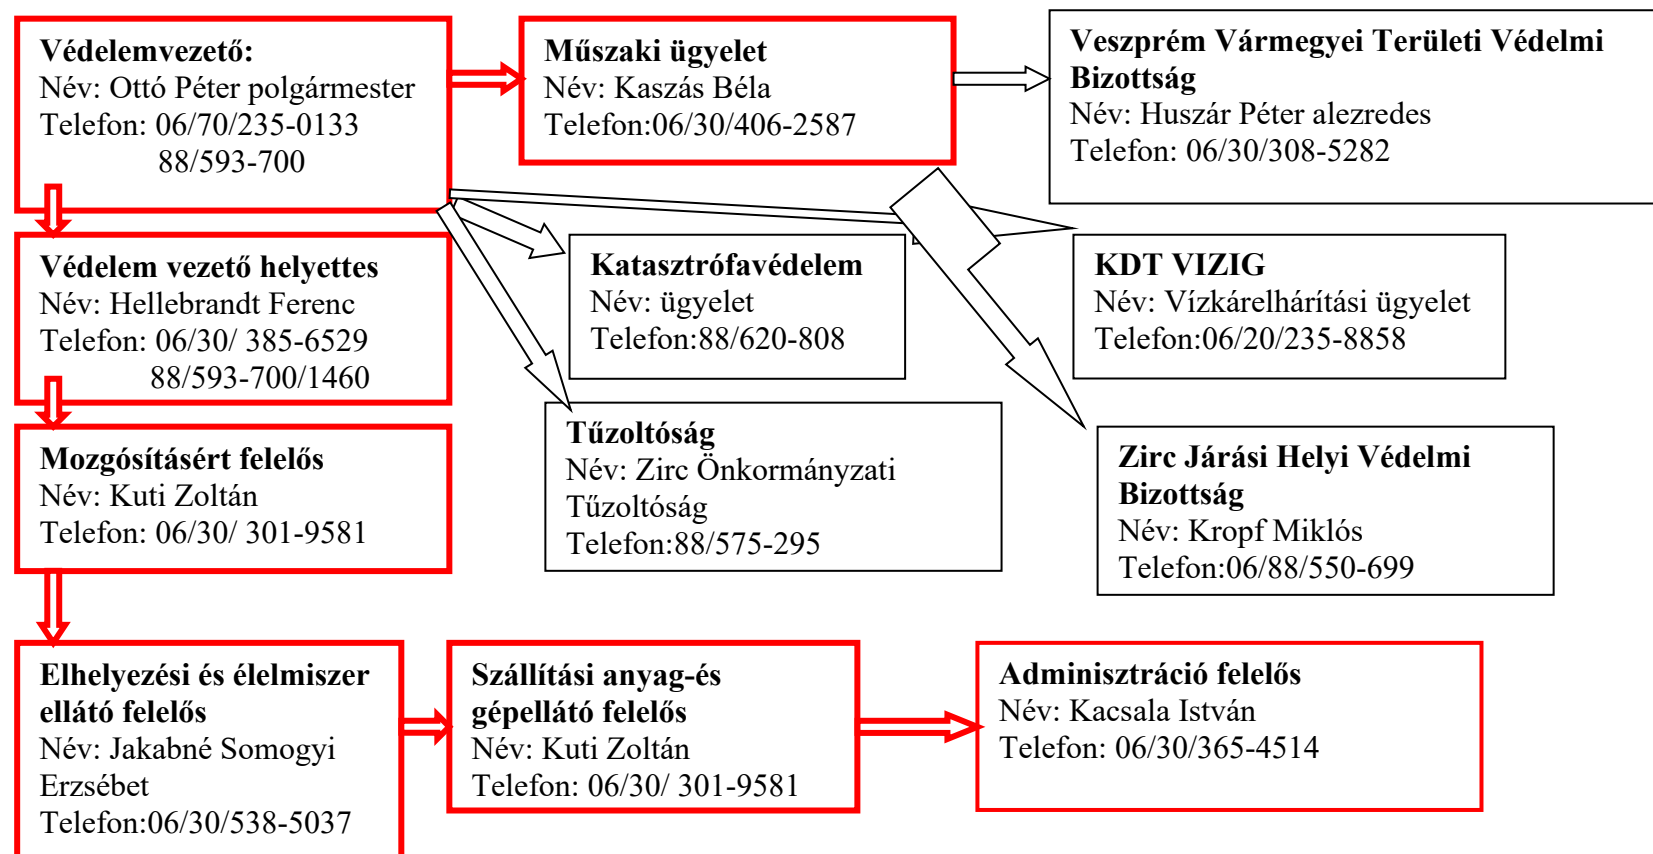 Védelemvezető:
Név: Ottó Péter polgármester
Telefon: 06/70/235-0133
88/593-700
Műszaki ügyelet
Név: Kaszás Béla
Telefon:06/30/406-2587
Veszprém Vármegyei Területi Védelmi
Bizottság
Név: Huszár Péter alezredes
Telefon: 06/30/308-5282
Védelem vezető helyettes
Név: Hellebrandt Ferenc
Telefon: 06/30/ 385-6529
88/593-700/1460
Katasztrófavédelem
Név: ügyelet
Telefon:88/620-808
KDT VIZIG
Név: Vízkárelhárítási ügyelet
Telefon:06/20/235-8858
Mozgósításért felelős
Név: Kuti Zoltán
Telefon: 06/30/ 301-9581
Tűzoltóság
Név: Zirc Önkormányzati
Tűzoltóság
Telefon:88/575-295
Zirc Járási Helyi Védelmi
Bizottság
Név: Kropf Miklós
Telefon:06/88/550-699
Elhelyezési és élelmiszer
ellátó felelős
Név: Jakabné Somogyi
Erzsébet
Telefon:06/30/538-5037
Szállítási anyag-és
gépellátó felelős
Név: Kuti Zoltán
Telefon: 06/30/ 301-9581
Adminisztráció felelős
Név: Kacsala István
Telefon: 06/30/365-4514